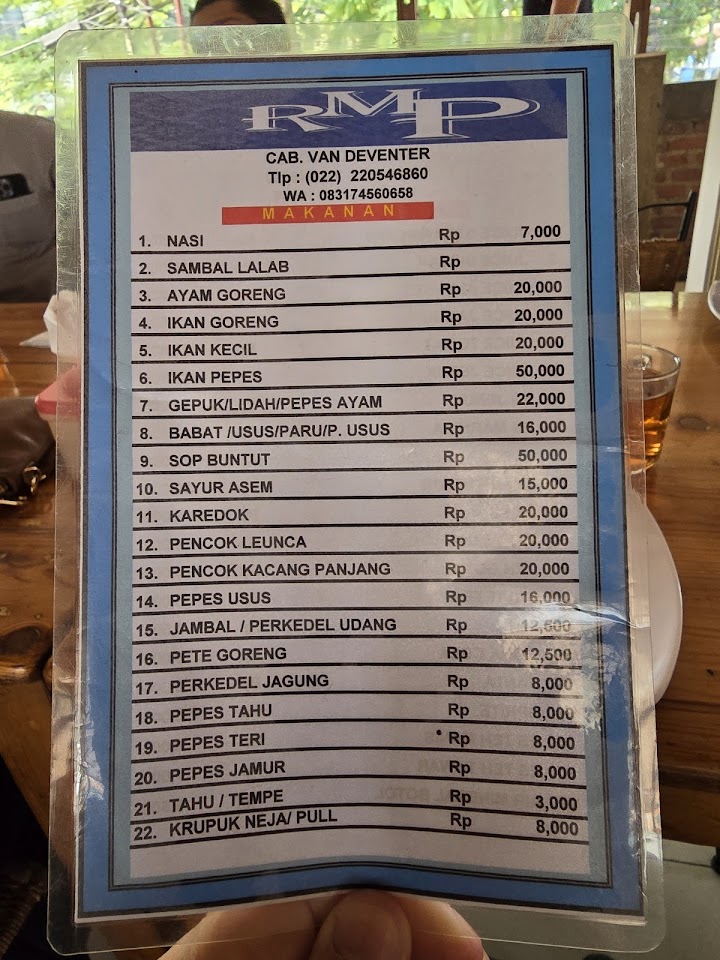 RMP
CAB. VAN DEVENTER
Tlp : (022) 220546860
WA : 083174560658
MAKANAN
1. NASI Rp 7,000
2. SAMBAL LALAB Rp
3. AYAM GORENG Rp 20,000
4. IKAN GORENG Rp 20,000
5. IKAN KECIL Rp 20,000
6. IKAN PEPES Rp 50,000
7. GEPUK/LIDAH/PEPES AYAM Rp 22,000
8. BABAT /USUS/PARU/P. USUS Rp 16,000
9. SOP BUNTUT Rp 50,000
10. SAYUR ASEM Rp 15,000
11. KAREDOK Rp 20,000
12. PENCOK LEUNCA Rp 20,000
13. PENCOK KACANG PANJANG Rp 20,000
14. PEPES USUS Rp 16,000
15. JAMBAL / PERKEDEL UDANG Rp 12,500
16. PETE GORENG Rp 12,500
17. PERKEDEL JAGUNG Rp 8,000
18. PEPES TAHU Rp 8,000
19. PEPES TERI Rp 8,000
20. PEPES JAMUR Rp 8,000
21. TAHU / TEMPE Rp 3,000
22. KRUPUK NEJA/ PULL Rp 8,000